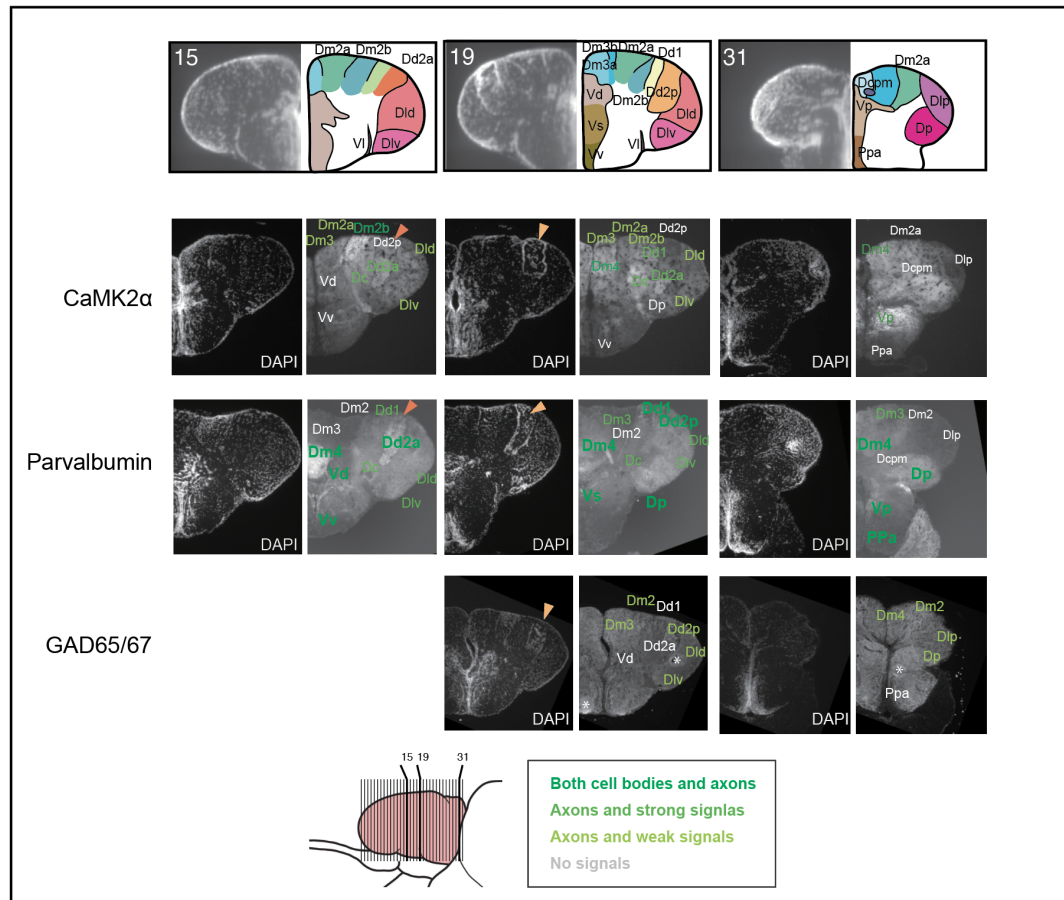 15
Dm2a
Dm2b
Dd2a
Dld
Vl
Dlv
19
Dm3b
Dm2a
Dd1
Dm3a
Vd
Dd2p
Dm2b
Vs
Dld
Dlv
Vv
Vl
31
Dm2a
Dcpm
Vp
Dlp
Dp
Ppa
CaMK2α
DAPI
Dm2a
Dm2b
Dm3
Dd2p
Dld
Vd
Dlv
Vv
DAPI
Dm2a
Dd2p
Dm3
Dm2b
Dd1
Dld
Dm4
Dd2a
Dp
Dlv
Vv
DAPI
Dm2a
Dm4
Dcpm
Dlp
Vp
Ppa
Parvalbumin
DAPI
Dm2
Dd1
Dm3
Dm4
Dd2a
Vd
Dld
Dlv
Vv
DAPI
Dd1
Dm3
Dd2p
Dm2
Dm4
Dld
Dc
Dlv
Vs
Dp
DAPI
Dm3
Dm2
Dm4
Dlp
Dcpm
Dp
Vp
PPa
GAD65/67
DAPI
Dm2
Dd1
Dm3
Dd2p
Dd2a
Dld
Vd
*
Dlv
*
DAPI
Dm4
Dm2
Dlp
Dp
*
Ppa
15 19 31
Both cell bodies and axons
Axons and strong signlas
Axons and weak signals
No signals